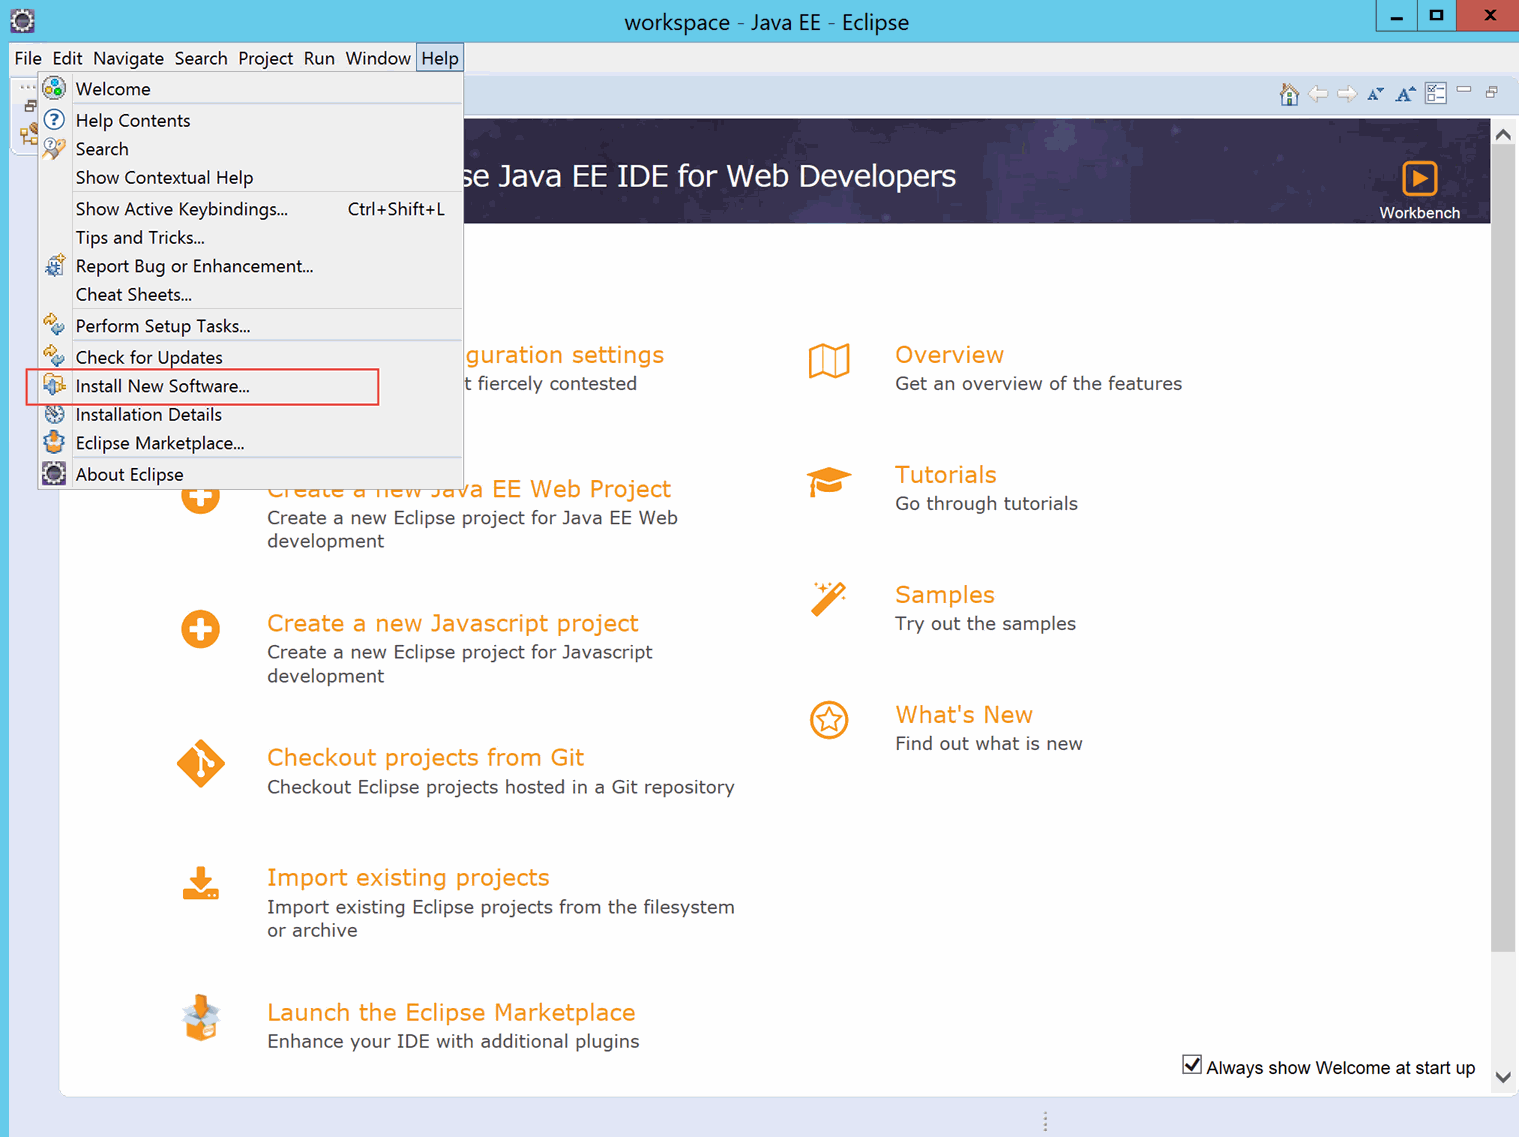 workspace - Java EE - Eclipse
File Edit Navigate Search Project Run Window Help
Welcome
Help Contents
Search
Show Contextual Help
Show Active Keybindings... Ctrl+Shift+L
Tips and Tricks...
Report Bug or Enhancement...
Cheat Sheets...
Perform Setup Tasks...
Check for Updates
Install New Software...
Installation Details
Eclipse Marketplace...
About Eclipse
se Java EE IDE for Web Developers
Workbench
guration settings
t fiercely contested
Create a new Java EE Web Project
Create a new Eclipse project for Java EE Web
development
Create a new Javascript project
Create a new Eclipse project for Javascript
development
Checkout projects from Git
Checkout Eclipse projects hosted in a Git repository
Import existing projects
Import existing Eclipse projects from the filesystem
or archive
Launch the Eclipse Marketplace
Enhance your IDE with additional plugins
Overview
Get an overview of the features
Tutorials
Go through tutorials
Samples
Try out the samples
What's New
Find out what is new
Always show Welcome at start up